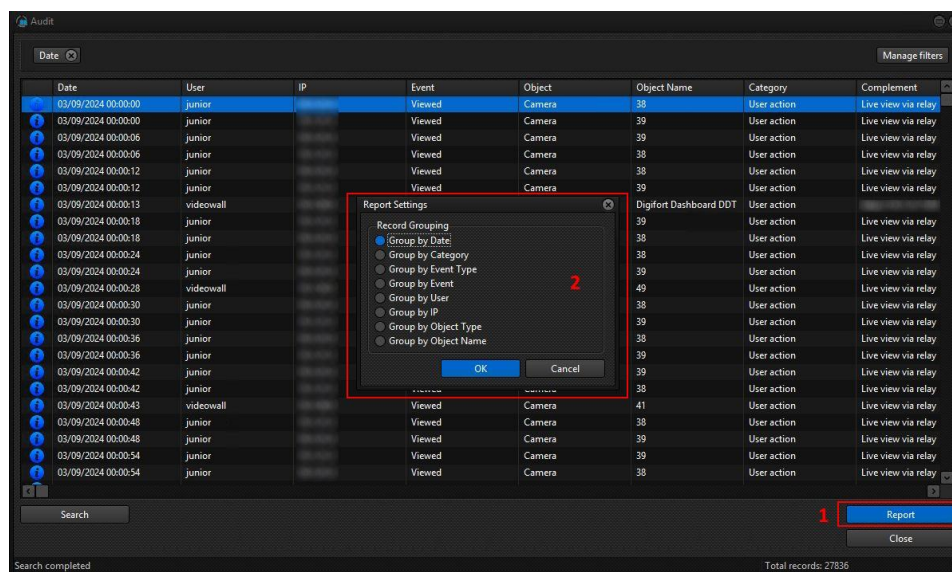 Audit
Date
Manage filters
Date User IP Event Object Object Name Category Complement
03/09/2024 00:00:00 junior Viewed Camera 38 User action Live view via relay
03/09/2024 00:00:00 junior Viewed Camera 39 User action Live view via relay
03/09/2024 00:00:06 junior Viewed Camera 39 User action Live view via relay
03/09/2024 00:00:06 junior Viewed Camera 38 User action Live view via relay
03/09/2024 00:00:12 junior Viewed Camera 38 User action Live view via relay
03/09/2024 00:00:12 junior Viewed Camera 39 User action Live view via relay
03/09/2024 00:00:13 videowall Digifort Dashboard DDT User action
03/09/2024 00:00:18 junior 39 User action Live view via relay
03/09/2024 00:00:18 junior 38 User action Live view via relay
03/09/2024 00:00:24 junior 38 User action Live view via relay
03/09/2024 00:00:24 junior 39 User action Live view via relay
03/09/2024 00:00:28 videowall 49 User action Live view via relay
03/09/2024 00:00:30 junior 38 User action Live view via relay
03/09/2024 00:00:30 junior 39 User action Live view via relay
03/09/2024 00:00:36 junior 38 User action Live view via relay
03/09/2024 00:00:36 junior 39 User action Live view via relay
03/09/2024 00:00:42 junior 39 User action Live view via relay
03/09/2024 00:00:42 junior 38 User action Live view via relay
03/09/2024 00:00:43 videowall Viewed Camera 41 User action Live view via relay
03/09/2024 00:00:48 junior Viewed Camera 38 User action Live view via relay
03/09/2024 00:00:48 junior Viewed Camera 39 User action Live view via relay
03/09/2024 00:00:54 junior Viewed Camera 39 User action Live view via relay
03/09/2024 00:00:54 junior Viewed Camera 38 User action Live view via relay
Report Settings
Record Grouping
Group by Date
Group by Category
Group by Event Type
Group by Event
Group by User
Group by IP
Group by Object Type
Group by Object Name
2
OK Cancel
Search
1
Report
Close
Search completed
Total records: 27836